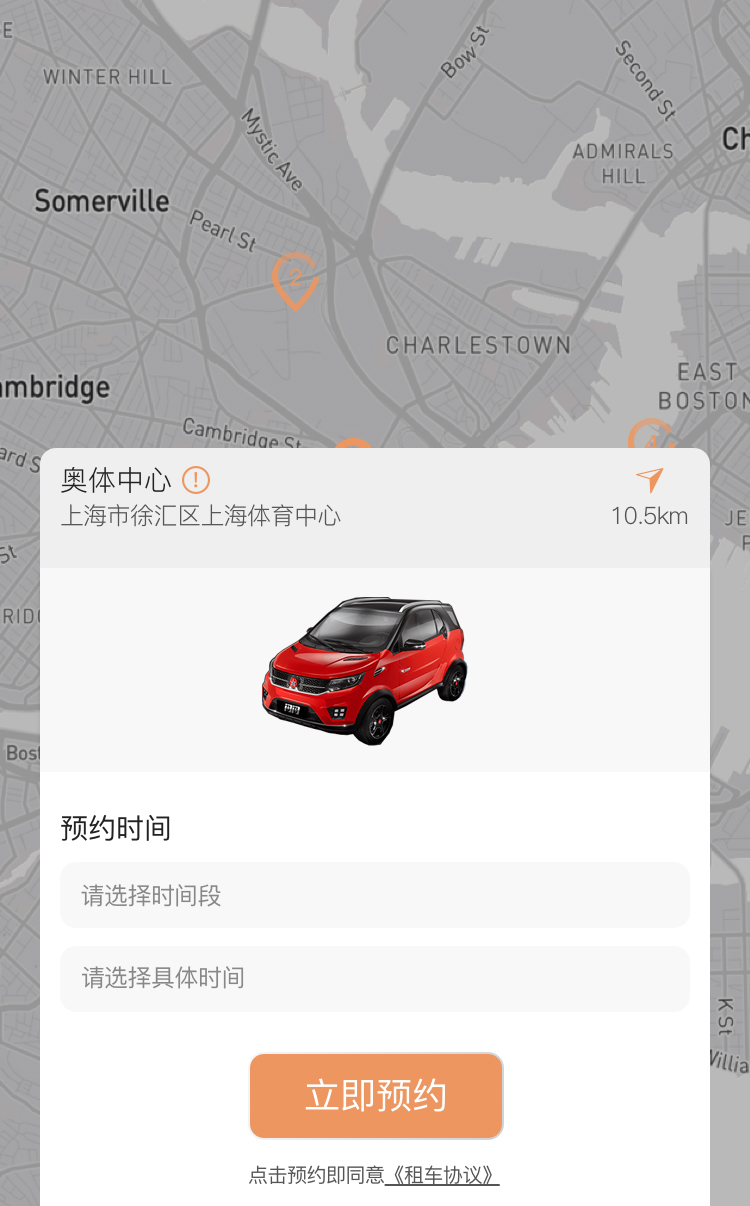 E
WINTER HILL
Bow St
Second St
Mystic Ave
ADMIRALS
HILL
Ch
Somerville
Pearl St
2
CHARLESTOWN
EAST
BOSTON
ambridge
Cambridge St
4
ard S
奥体中心 !
上海市徐汇区上海体育中心
10.5km
JE
F
St
RIDG
Bost
预约时间
请选择时间段
请选择具体时间
K St
Willia
立即预约
点击预约即同意《租车协议》